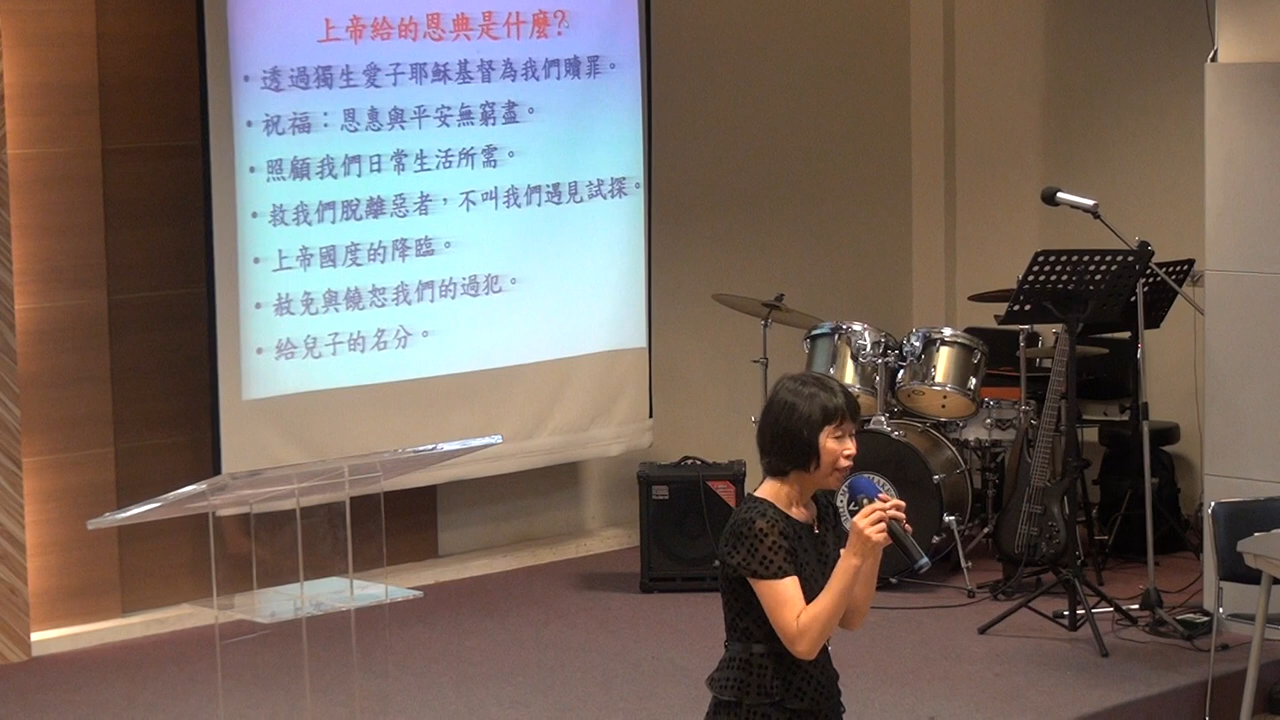 上帝給的恩典是什麼?
• 透過獨生愛子耶穌基督為我們贖罪。
• 祝福：恩惠與平安無窮盡。
• 照顧我們日常生活所需。
• 救我們脫離惡者，不叫我們遇見試探。
• 上帝國度的降臨。
• 赦免與饒恕我們的過犯。
• 給兒子的名分。
Roland